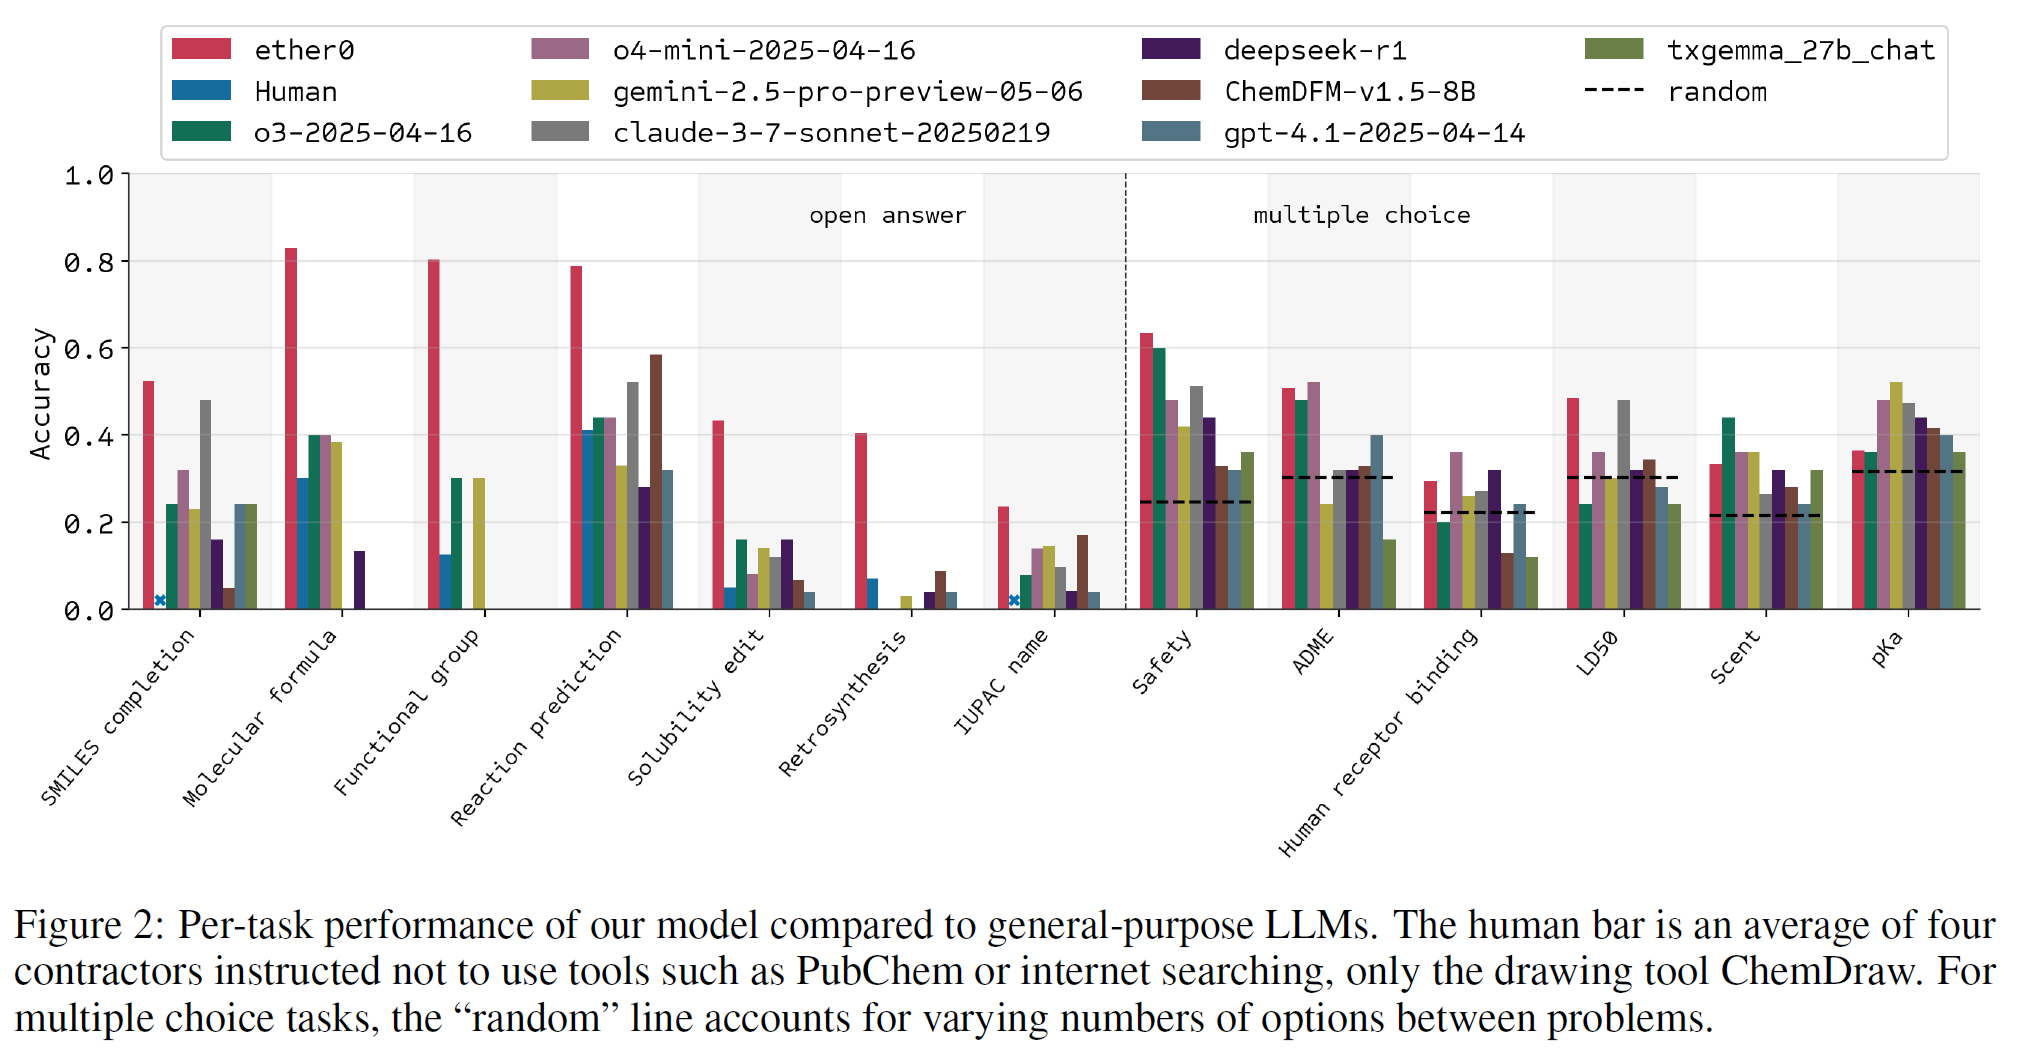 ether0
Human
o3-2025-04-16
o4-mini-2025-04-16
gemini-2.5-pro-preview-05-06
claude-3-7-sonnet-20250219
deepseek-r1
ChemDFM-v1.5-8B
gpt-4.1-2025-04-14
txgemma_27b_chat
random
Accuracy
1.0
0.8
0.6
0.4
0.2
0.0
open answer
multiple choice
SMILES completion
Molecular formula
Functional group
Reaction prediction
Solubility edit
Retrosynthesis
IUPAC name
Safety
ADME
Human receptor binding
LD50
Scent
pKa
Figure 2: Per-task performance of our model compared to general-purpose LLMs. The human bar is an average of four
contractors instructed not to use tools such as PubChem or internet searching, only the drawing tool ChemDraw. For
multiple choice tasks, the “random” line accounts for varying numbers of options between problems.